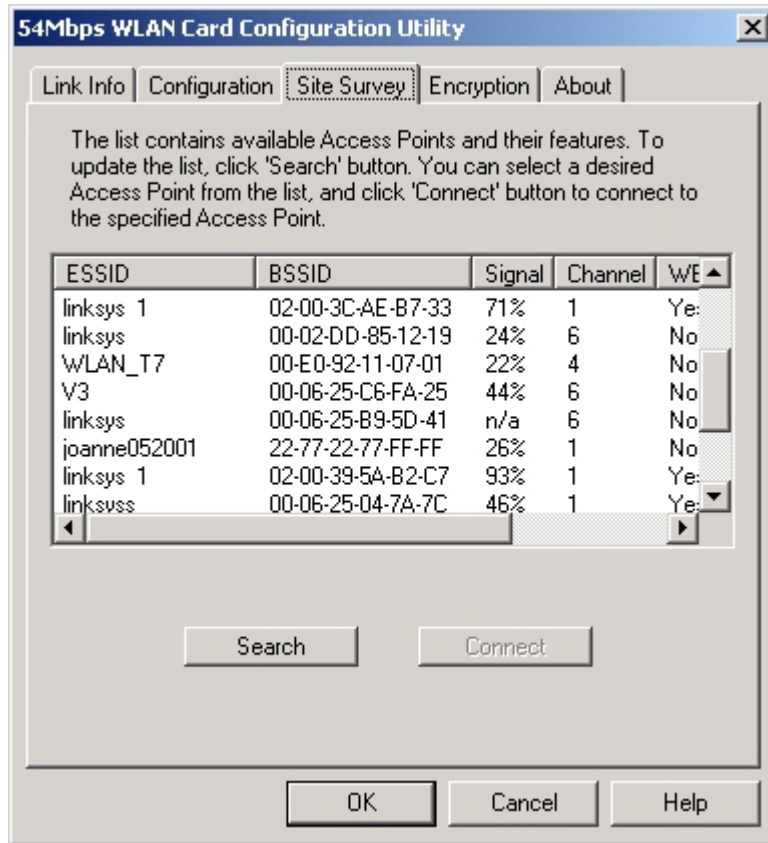 54Mbps WLAN Card Configuration Utility
Link Info Configuration Site Survey Encryption About
The list contains available Access Points and their features. To
update the list, click 'Search' button. You can select a desired
Access Point from the list, and click 'Connect' button to connect to
the specified Access Point.
ESSID BSSID Signal Channel WE
linksys 1 02-00-3C-AE-B7-33 71% 1 Yes
linksys 00-02-DD-85-12-19 24% 6 No
WLAN_T7 00-E0-92-11-07-01 22% 4 No
V3 00-06-25-C6-FA-25 44% 6 No
linksys 00-06-25-B9-5D-41 n/a 6 No
joanne052001 22-77-22-77-FF-FF 26% 1 No
linksys 1 02-00-39-5A-B2-C7 93% 1 Yes
linksyss 00-06-25-04-7A-7C 46% 1 Yes
Search Connect
OK Cancel Help